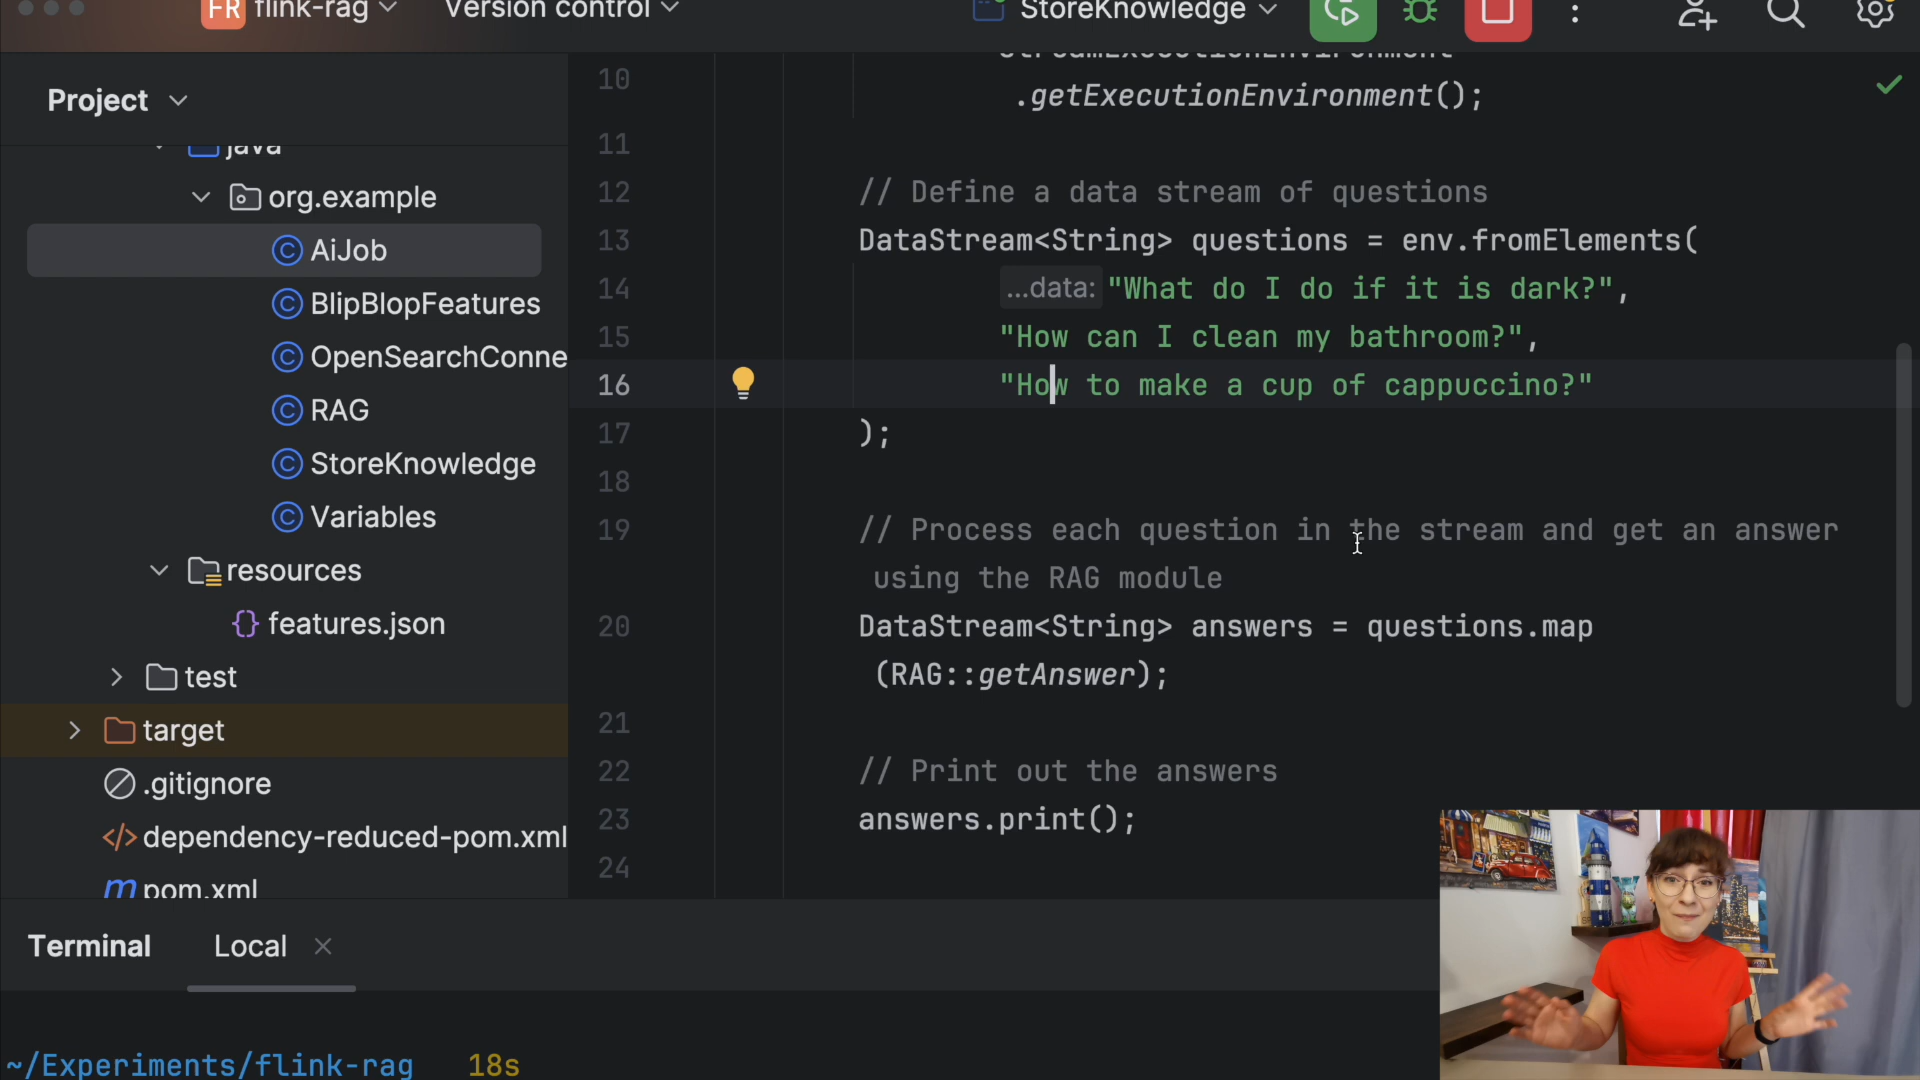 FR flink-rag Version control StoreKnowledge
Project
java
org.example
AiJob
BlipBlopFeatures
OpenSearchConne
RAG
StoreKnowledge
Variables
resources
{} features.json
test
target
.gitignore
</> dependency-reduced-pom.xml
m pom.xml
StreamExecutionEnvironment
10 .getExecutionEnvironment();
11
12 // Define a data stream of questions
13 DataStream<String> questions = env.fromElements(
14 ...data: "What do I do if it is dark?",
15 "How can I clean my bathroom?",
16 "How to make a cup of cappuccino?"
17 );
18
19 // Process each question in the stream and get an answer
using the RAG module
20 DataStream<String> answers = questions.map
(RAG::getAnswer);
21
22 // Print out the answers
23 answers.print();
24
Terminal Local
~/Experiments/flink-rag 18s